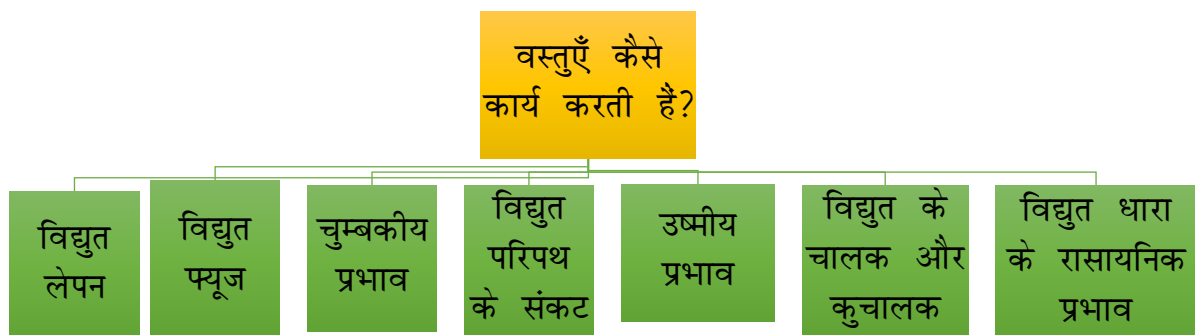 वस्तुएँ कैसे
कार्य करती हैं?
विद्युत
लेपन
विद्युत
फ्यूज
चुम्बकीय
प्रभाव
विद्युत
परिपथ
के संकट
उष्मीय
प्रभाव
विद्युत के
चालक और
कुचालक
विद्युत धारा
के रासायनिक
प्रभाव